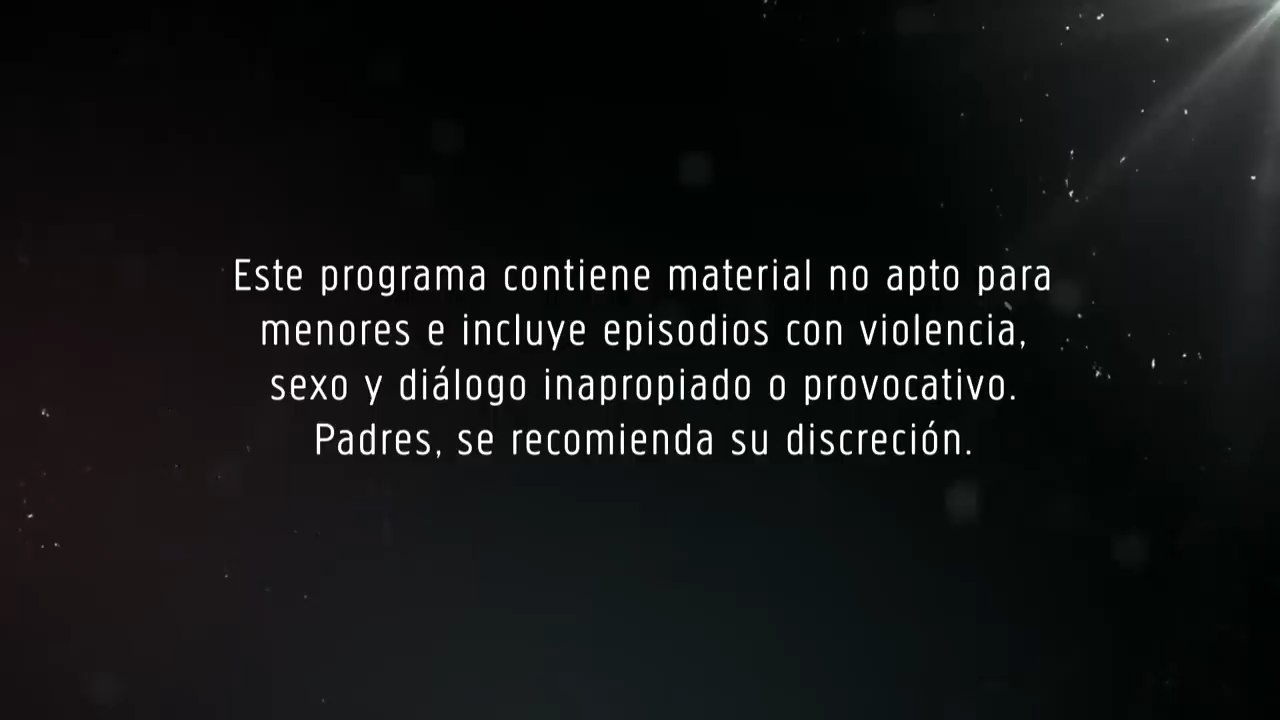 Este programa contiene material no apto para
menores e incluye episodios con violencia,
sexo y diálogo inapropiado o provocativo.
Padres, se recomienda su discreción.